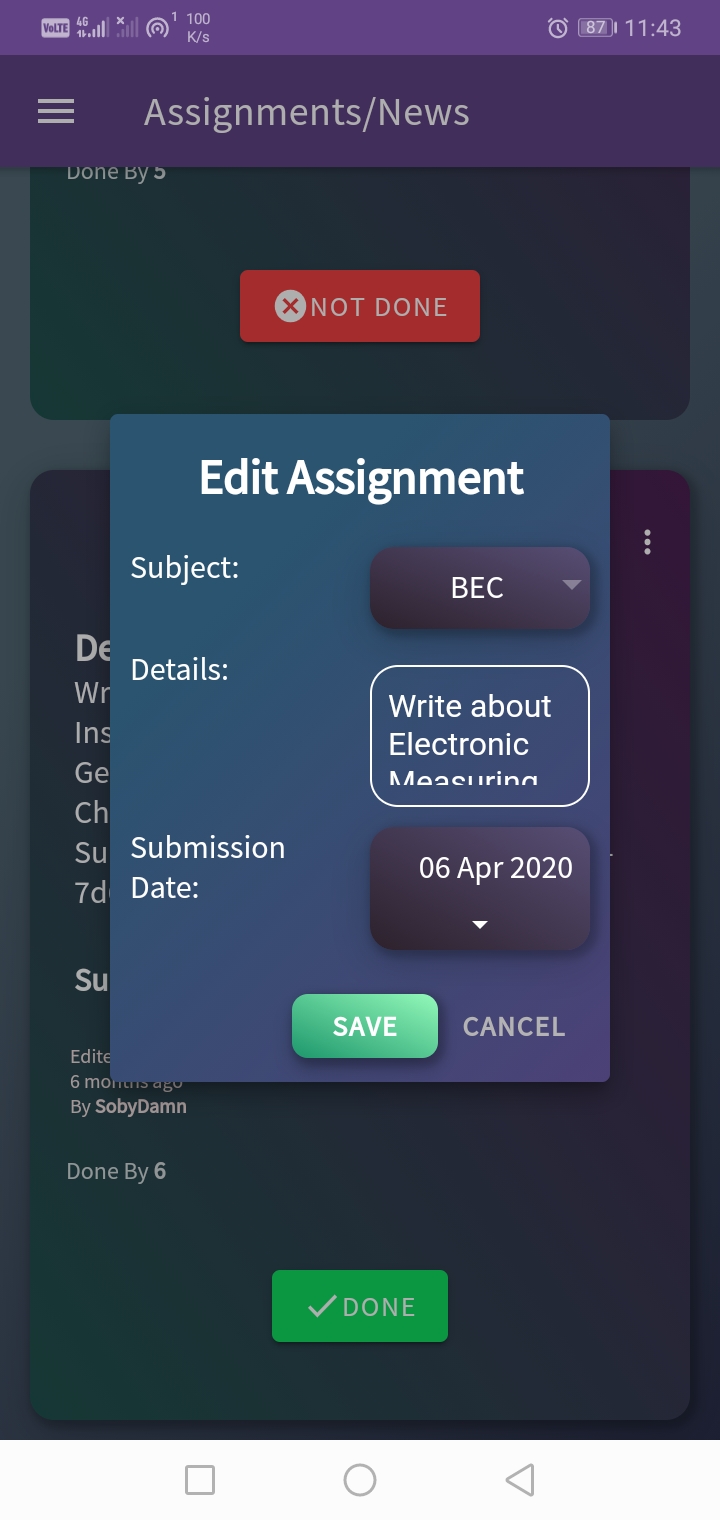 VoLTE 4G 1 100 K/s 87 11:43
Assignments/News
Done By 5
NOT DONE
Edit Assignment
Subject:
BEC
Details:
Write about
Electronic
Measuring
Submission
Date:
06 Apr 2020
SAVE CANCEL
De
Wr
Ins
Ge
Ch
Su
7d
Su
Edite
6 months ago
By SobyDamn
Done By 6
DONE